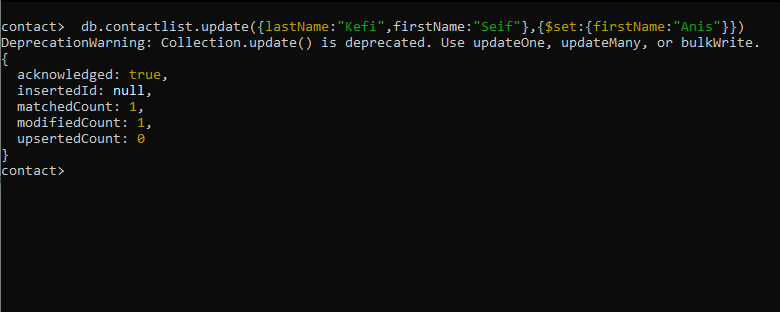 contact>  db.contactlist.update({lastName:"Kefi",firstName:"Seif"},{$set:{firstName:"Anis"}})
DeprecationWarning: Collection.update() is deprecated. Use updateOne, updateMany, or bulkWrite.
{
  acknowledged: true,
  insertedId: null,
  matchedCount: 1,
  modifiedCount: 1,
  upsertedCount: 0
}
contact>